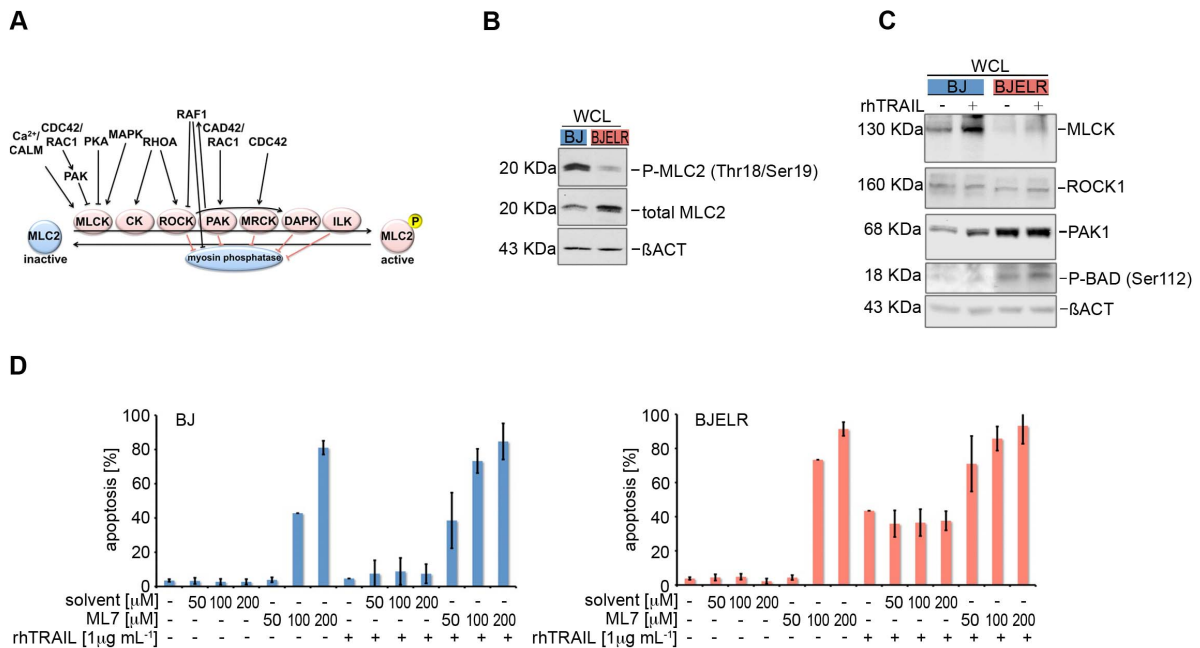 A
RAF1
CDC42/
RAC1
MAPK
CAD42/
RAC1
Ca²⁺/
CALM
PKA
RHOA
CDC42
PAK
MLCK
CK
ROCK
PAK
MRCK
DAPK
ILK
P
MLC2
MLC2
inactive
myosin phosphatase
active
B
WCL
BJ BJELR
20 KDa
P-MLC2 (Thr18/Ser19)
20 KDa
total MLC2
43 KDa
ßACT
C
WCL
BJ BJELR
rhTRAIL - + - +
130 KDa
MLCK
160 KDa
ROCK1
68 KDa
PAK1
18 KDa
P-BAD (Ser112)
43 KDa
ßACT
D
BJ
apoptosis [%]
100
80
60
40
20
0
solvent [µM] - 50 100 200 - - - - 50 100 200 - - -
ML7 [µM] - - - - 50 100 200 - - - - 50 100 200
rhTRAIL [1µg mL⁻¹] - - - - - - - + + + + + + +
BJELR
apoptosis [%]
100
80
60
40
20
0
solvent [µM] - 50 100 200 - - - - 50 100 200 - - -
ML7 [µM] - - - - 50 100 200 - - - - 50 100 200
rhTRAIL [1µg mL⁻¹] - - - - - - - + + + + + + +